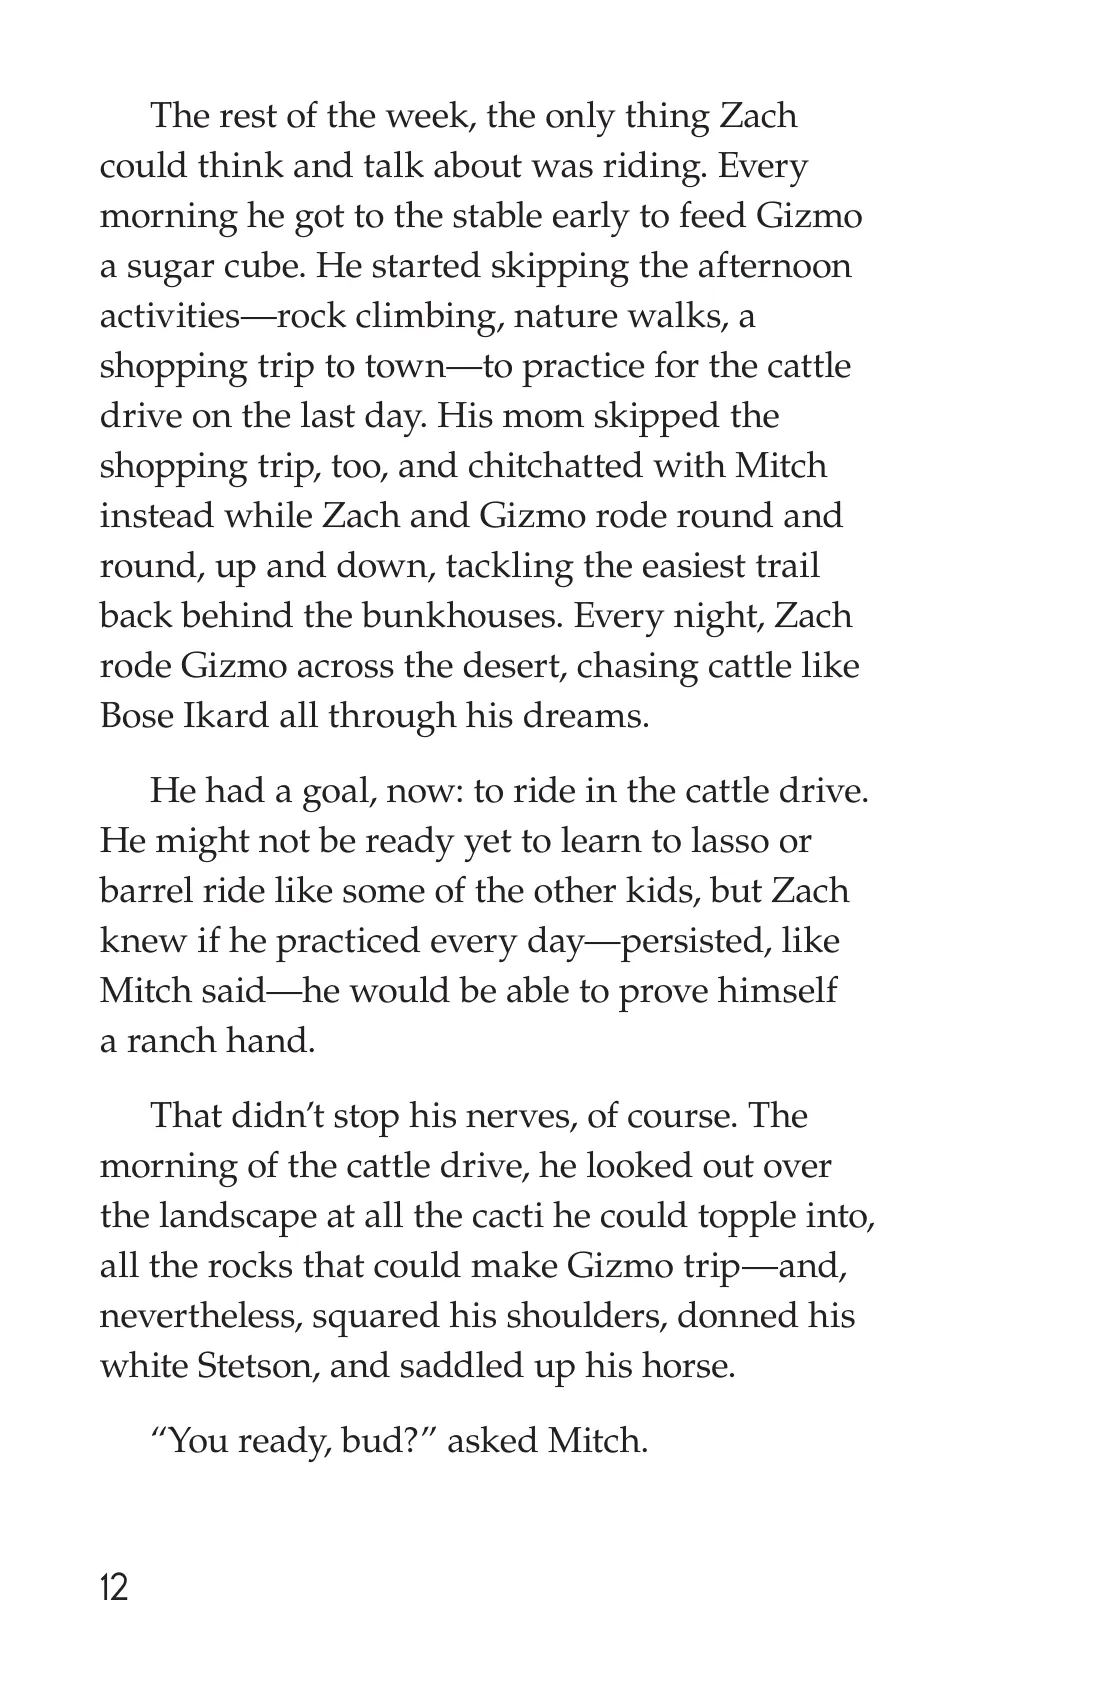 The rest of the week, the only thing Zach
could think and talk about was riding. Every
morning he got to the stable early to feed Gizmo
a sugar cube. He started skipping the afternoon
activities—rock climbing, nature walks, a
shopping trip to town—to practice for the cattle
drive on the last day. His mom skipped the
shopping trip, too, and chitchatted with Mitch
instead while Zach and Gizmo rode round and
round, up and down, tackling the easiest trail
back behind the bunkhouses. Every night, Zach
rode Gizmo across the desert, chasing cattle like
Bose Ikard all through his dreams.
He had a goal, now: to ride in the cattle drive.
He might not be ready yet to learn to lasso or
barrel ride like some of the other kids, but Zach
knew if he practiced every day—persisted, like
Mitch said—he would be able to prove himself
a ranch hand.
That didn’t stop his nerves, of course. The
morning of the cattle drive, he looked out over
the landscape at all the cacti he could topple into,
all the rocks that could make Gizmo trip—and,
nevertheless, squared his shoulders, donned his
white Stetson, and saddled up his horse.
“You ready, bud?” asked Mitch.
12